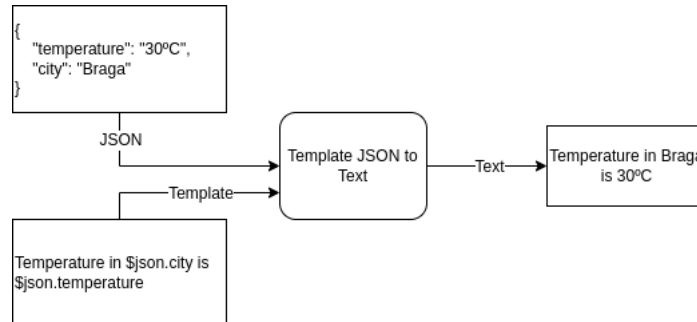 {
"temperature": "30ºC",
"city": "Braga"
}
JSON
Template JSON to
Text
Text
Temperature in Braga
is 30ºC
Template
Temperature in $json.city is
$json.temperature